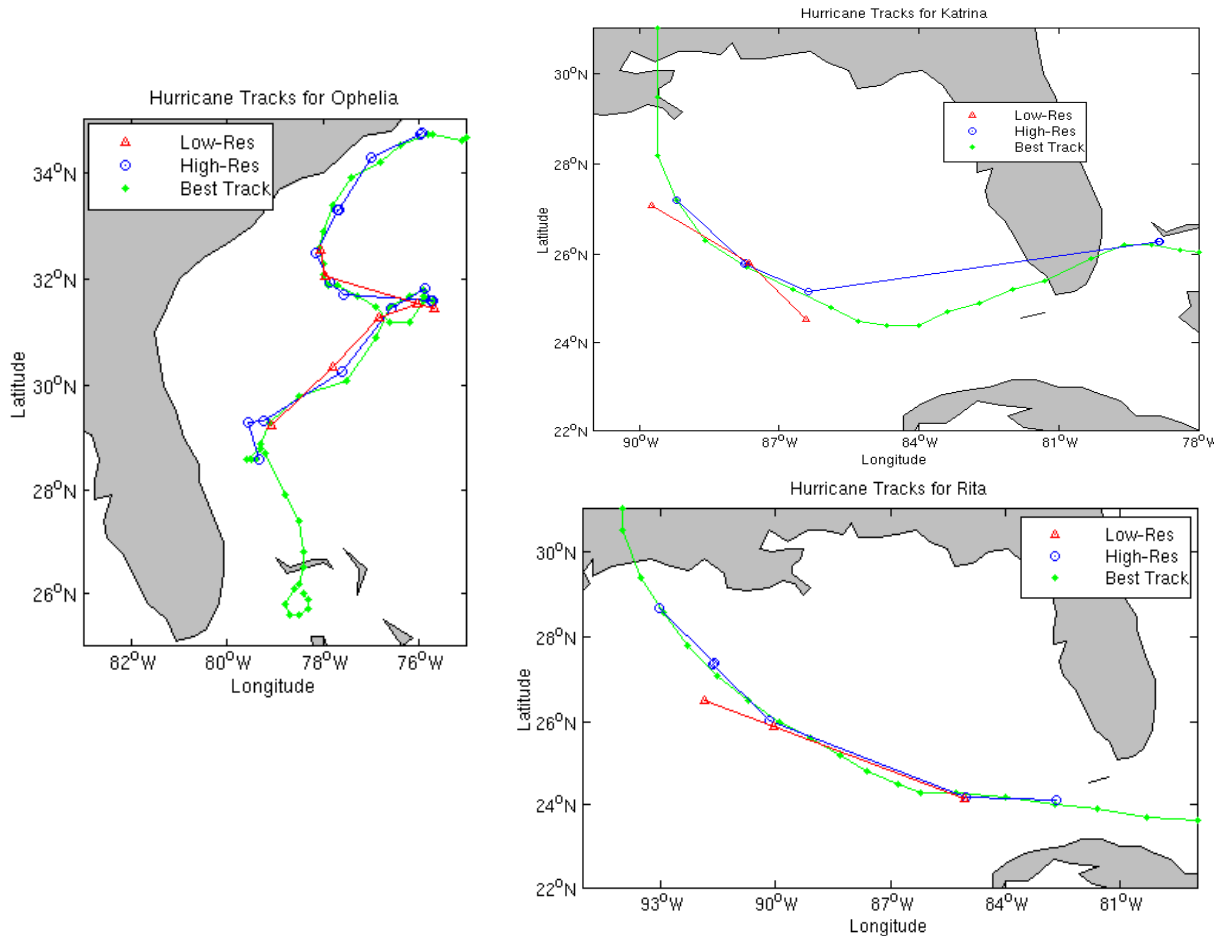 Hurricane Tracks for Ophelia
Low-Res
High-Res
Best Track
34°N
32°N
30°N
28°N
26°N
Latitude
82°W 80°W 78°W 76°W
Longitude
Hurricane Tracks for Katrina
Low-Res
High-Res
Best Track
30°N
28°N
26°N
24°N
22°N
Latitude
90°W 87°W 84°W 81°W 78°W
Longitude
Hurricane Tracks for Rita
Low-Res
High-Res
Best Track
30°N
28°N
26°N
24°N
22°N
Latitude
93°W 90°W 87°W 84°W 81°W
Longitude